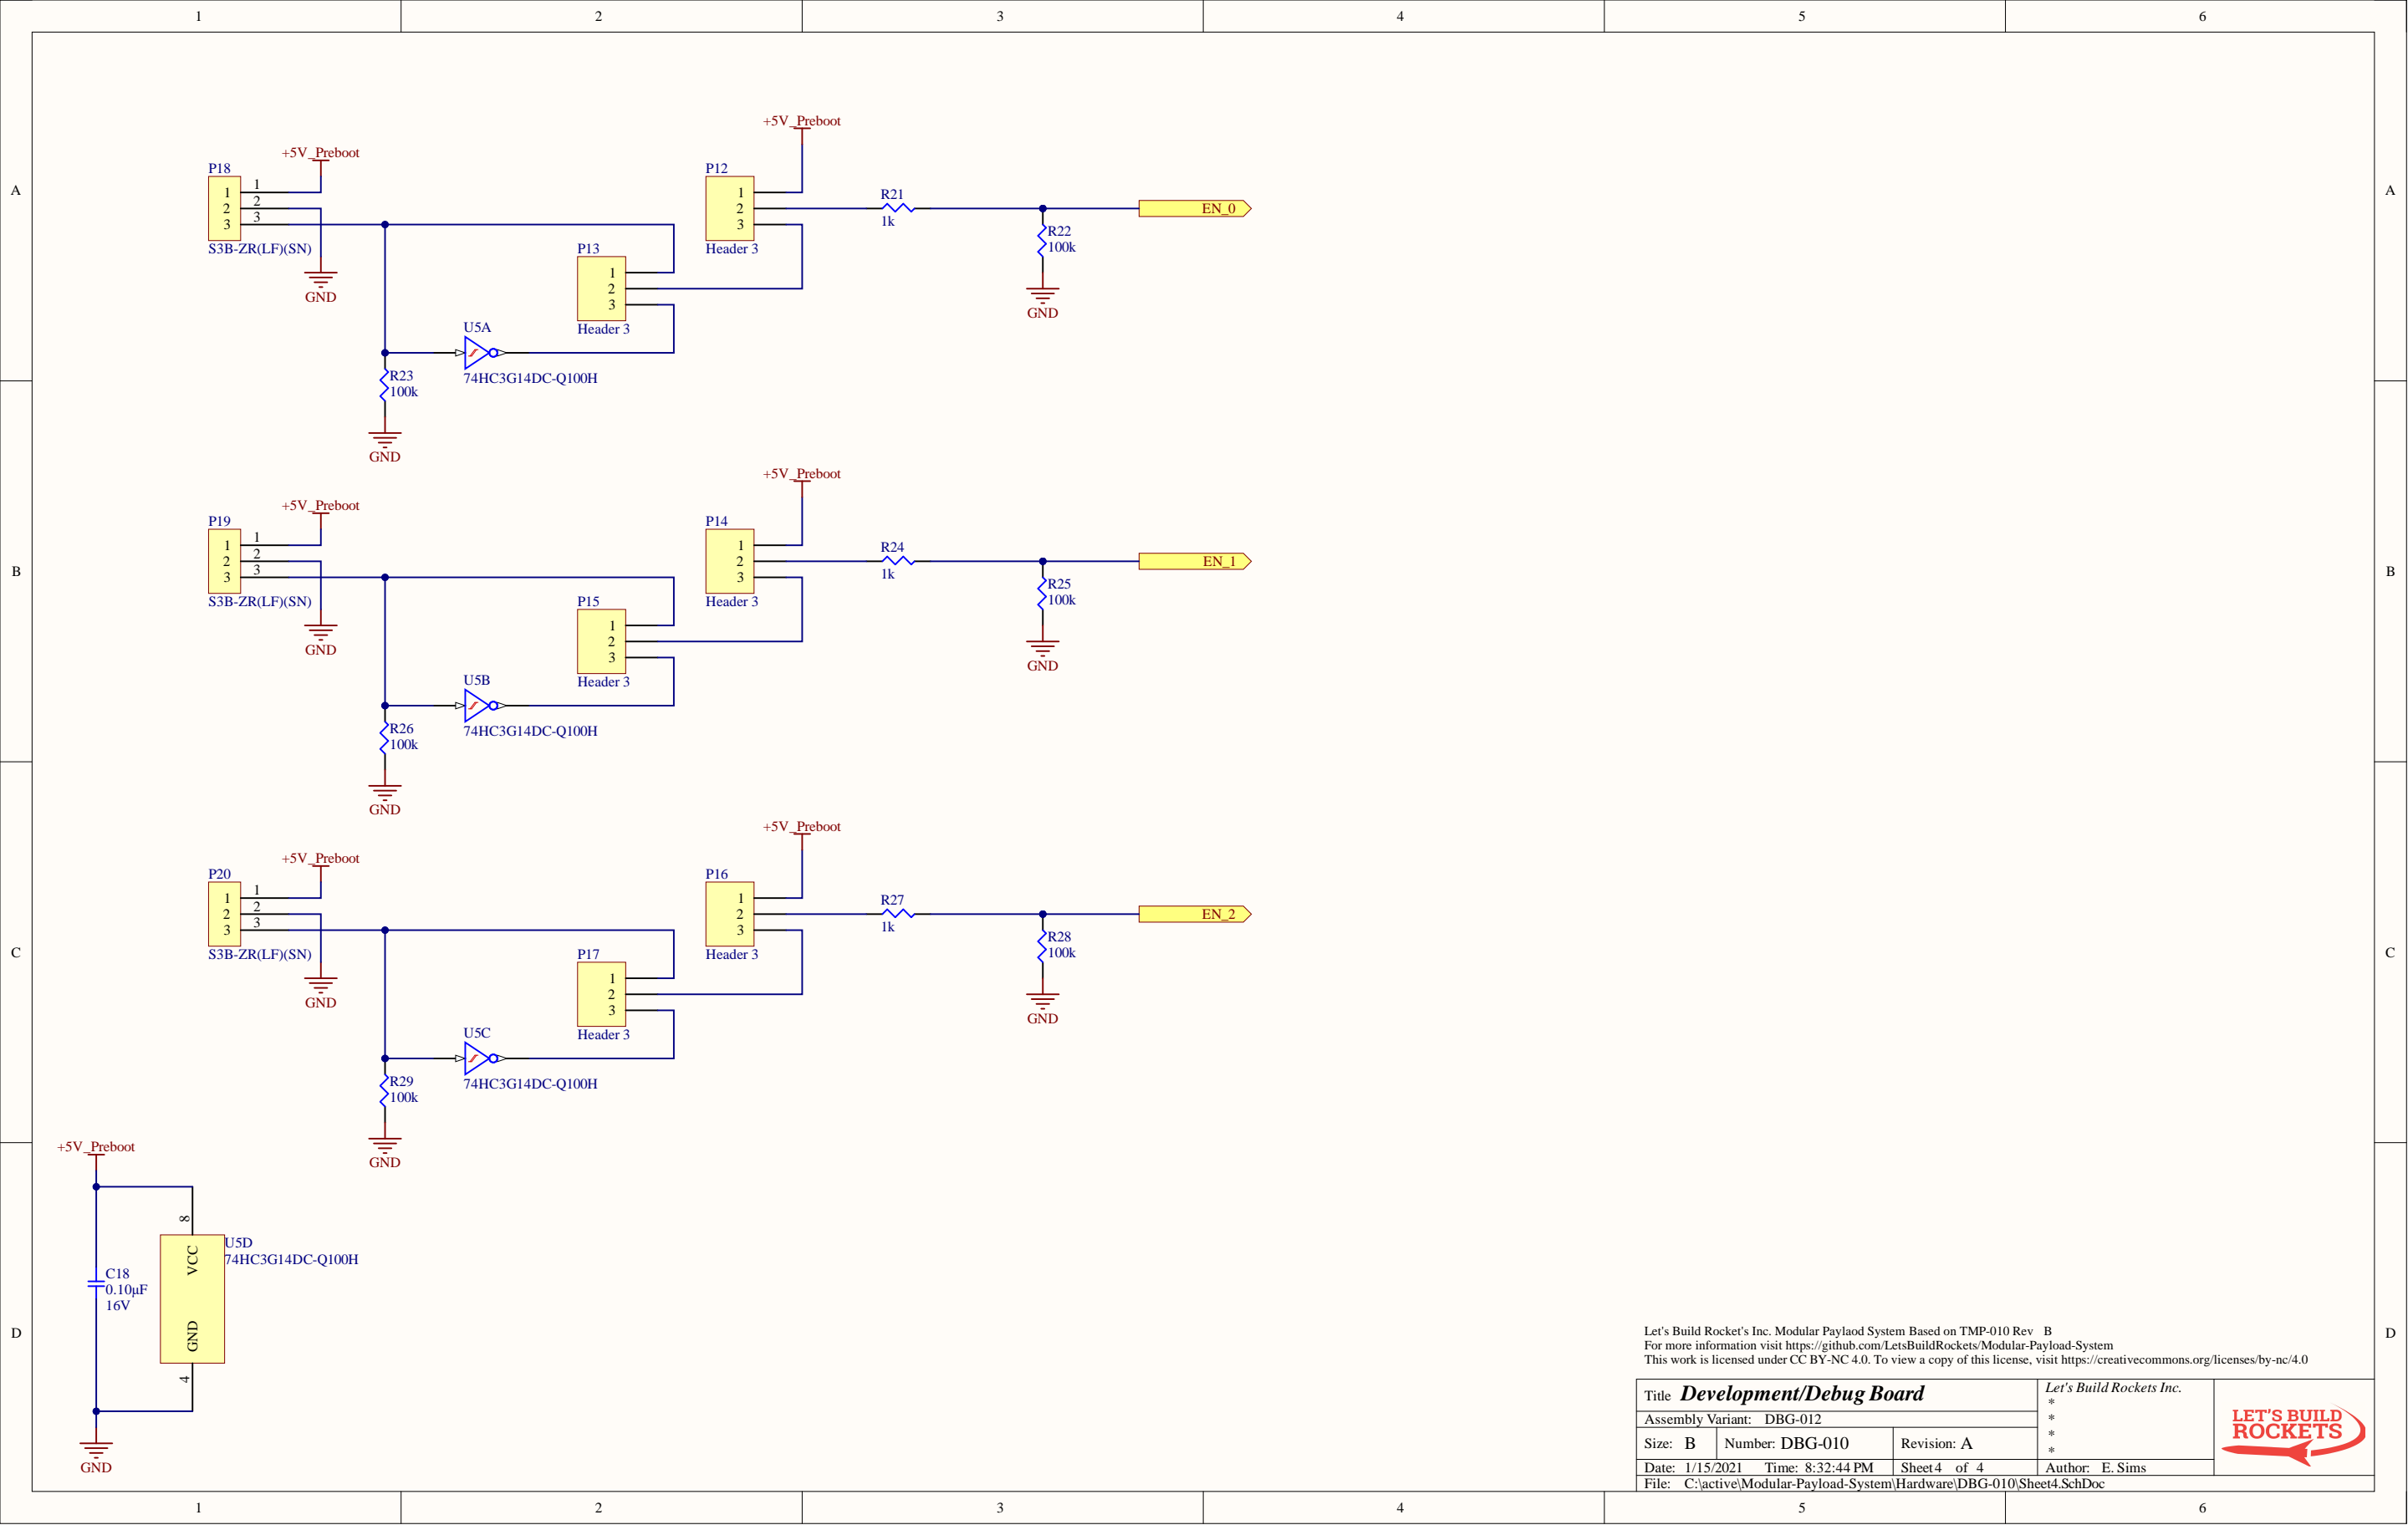 1 2 3 4 5 6
A A
+5V_Preboot
+5V_Preboot
P18
1 1
2 2
3 3
S3B-ZR(LF)(SN)
GND
P12
1
2
3
Header 3
R21
1k
EN_0
R22
100k
GND
P13
1
2
3
Header 3
U5A
74HC3G14DC-Q100H
R23
100k
GND
B B
+5V_Preboot
+5V_Preboot
P19
1 1
2 2
3 3
S3B-ZR(LF)(SN)
GND
P14
1
2
3
Header 3
R24
1k
EN_1
R25
100k
GND
P15
1
2
3
Header 3
U5B
74HC3G14DC-Q100H
R26
100k
GND
C C
+5V_Preboot
+5V_Preboot
P20
1 1
2 2
3 3
S3B-ZR(LF)(SN)
GND
P16
1
2
3
Header 3
R27
1k
EN_2
R28
100k
GND
P17
1
2
3
Header 3
U5C
74HC3G14DC-Q100H
R29
100k
GND
D D
+5V_Preboot
8
VCC
U5D
74HC3G14DC-Q100H
C18
0.10µF
16V
GND
4
GND
Let's Build Rocket's Inc. Modular Paylaod System Based on TMP-010 Rev B
For more information visit https://github.com/LetsBuildRockets/Modular-Payload-System
This work is licensed under CC BY-NC 4.0. To view a copy of this license, visit https://creativecommons.org/licenses/by-nc/4.0
Title Development/Debug Board
Assembly Variant: DBG-012
Size: B Number: DBG-010 Revision: A
Date: 1/15/2021 Time: 8:32:44 PM Sheet 4 of 4
File: C:\active\Modular-Payload-System\Hardware\DBG-010\Sheet4.SchDoc
Let's Build Rockets Inc.
*
*
*
*
Author: E. Sims
LET'S BUILD
ROCKETS
1 2 3 4 5 6